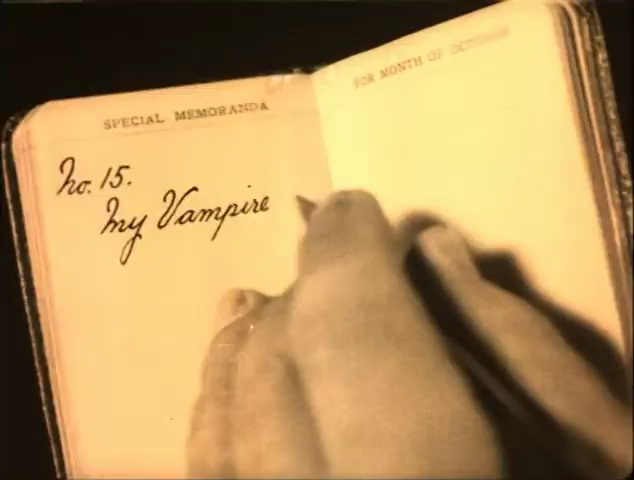 SPECIAL MEMORANDA
No. 15.
My Vampire
FOR MONTH OF OCTOBER